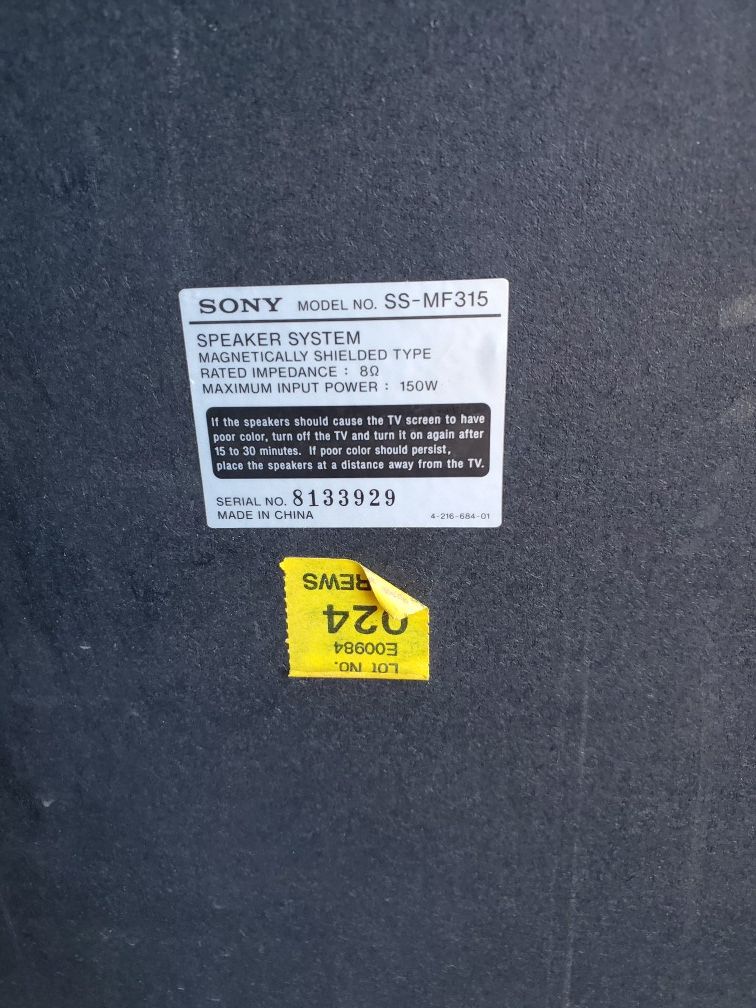 SONY MODEL NO. SS-MF315
SPEAKER SYSTEM
MAGNETICALLY SHIELDED TYPE
RATED IMPEDANCE : 8Ω
MAXIMUM INPUT POWER : 150W
If the speakers should cause the TV screen to have
poor color, turn off the TV and turn it on again after
15 to 30 minutes. If poor color should persist,
place the speakers at a distance away from the TV.
SERIAL NO. 8133929
MADE IN CHINA 4-216-684-01
LOT NO.
E00984
024